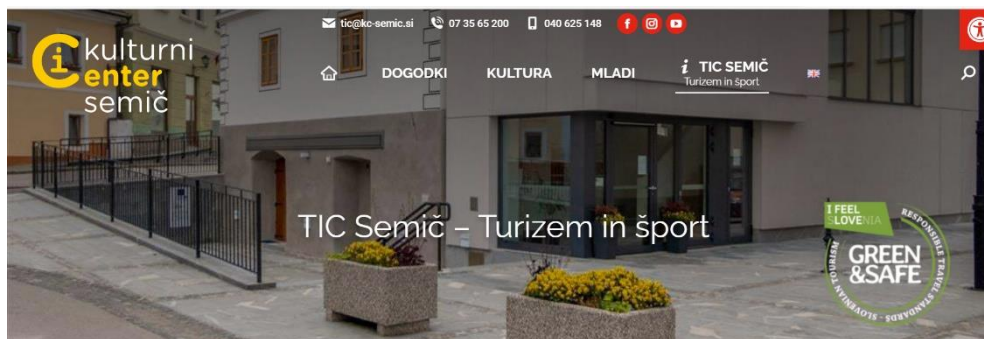 tic@kc-semic.si 07 35 65 200 040 625 148
kulturni
center
semič
DOGODKI KULTURA MLADI i TIC SEMIČ
Turizem in šport
TIC Semič – Turizem in šport
I FEEL
SLOVENIA
RESPONSIBLE TRAVEL STANDARDS - SLOVENIAN TOURISM
GREEN
&SAFE